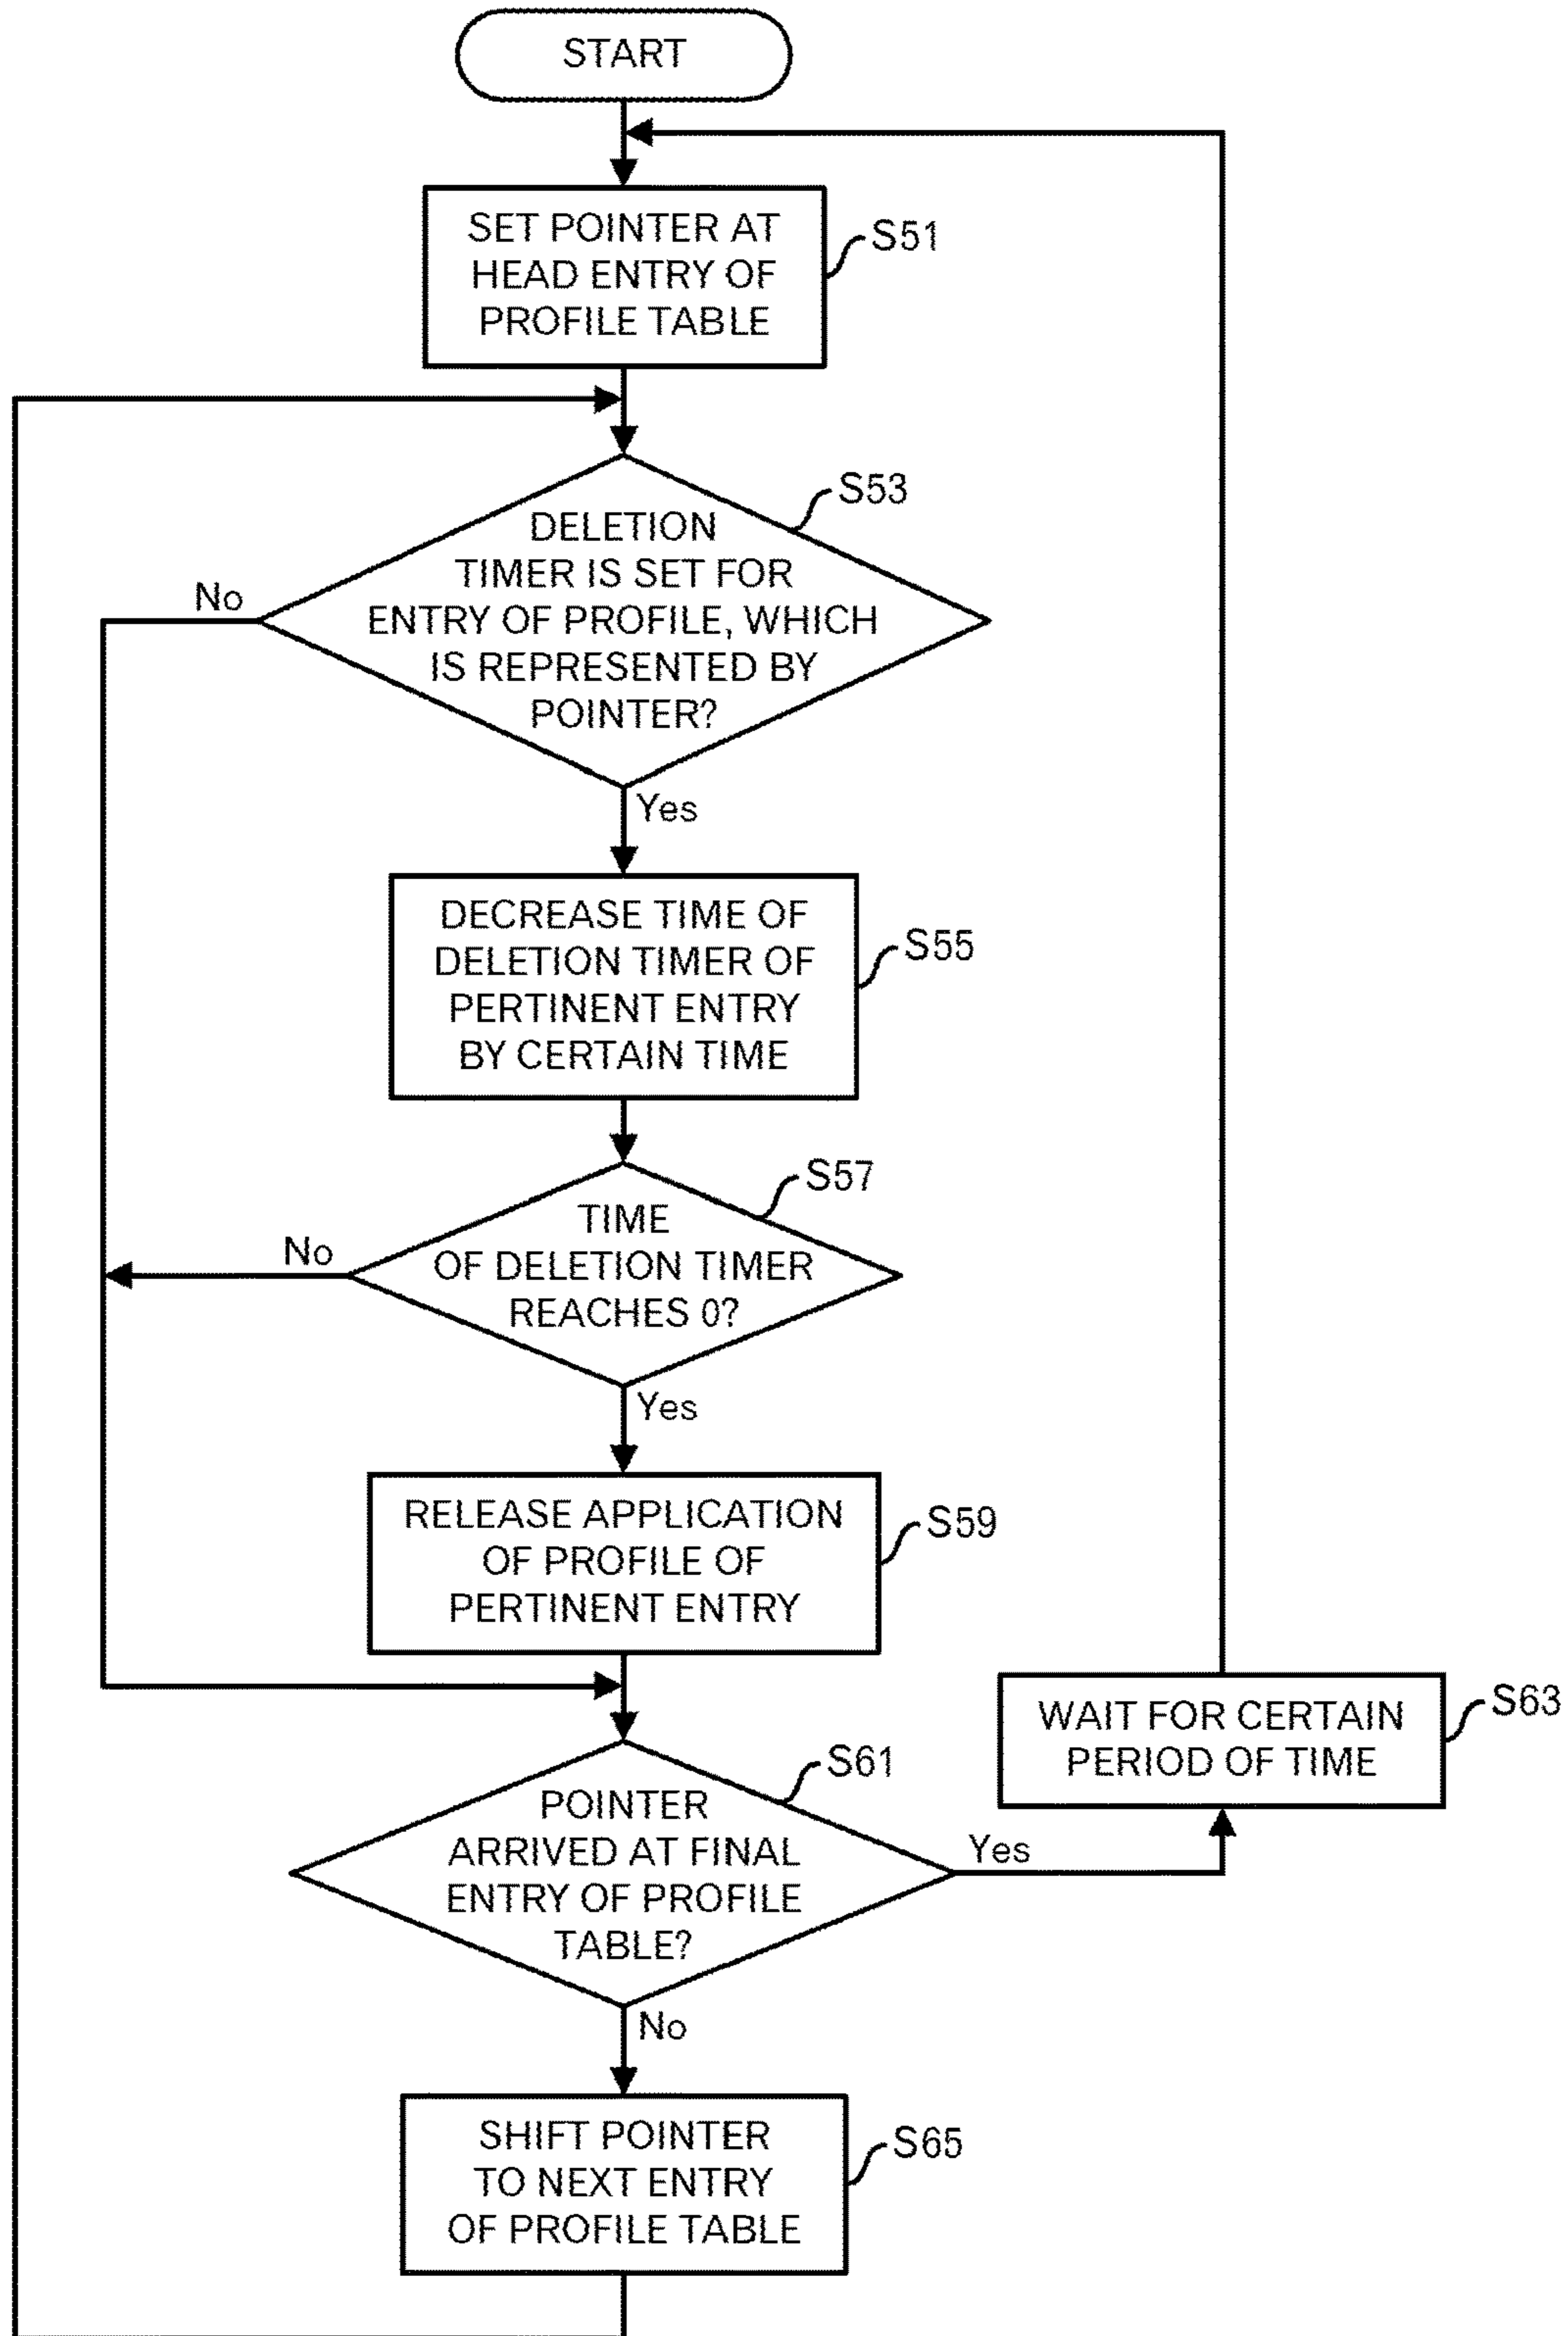 START
SET POINTER AT
HEAD ENTRY OF
PROFILE TABLE
S51
S53
DELETION
TIMER IS SET FOR
ENTRY OF PROFILE, WHICH
IS REPRESENTED BY
POINTER?
No
Yes
DECREASE TIME OF
DELETION TIMER OF
PERTINENT ENTRY
BY CERTAIN TIME
S55
S57
TIME
OF DELETION TIMER
REACHES 0?
No
Yes
RELEASE APPLICATION
OF PROFILE OF
PERTINENT ENTRY
S59
WAIT FOR CERTAIN
PERIOD OF TIME
S63
S61
POINTER
ARRIVED AT FINAL
ENTRY OF PROFILE
TABLE?
Yes
No
SHIFT POINTER
TO NEXT ENTRY
OF PROFILE TABLE
S65